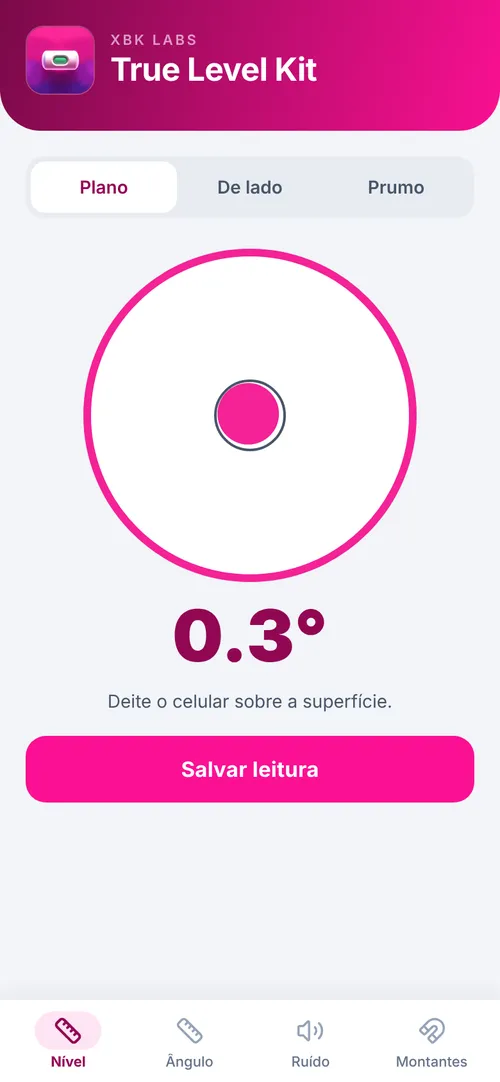 XBK LABS
True Level Kit
Plano
De lado
Prumo
0.3°
Deite o celular sobre a superfície.
Salvar leitura
Nível
Ângulo
Ruído
Montantes